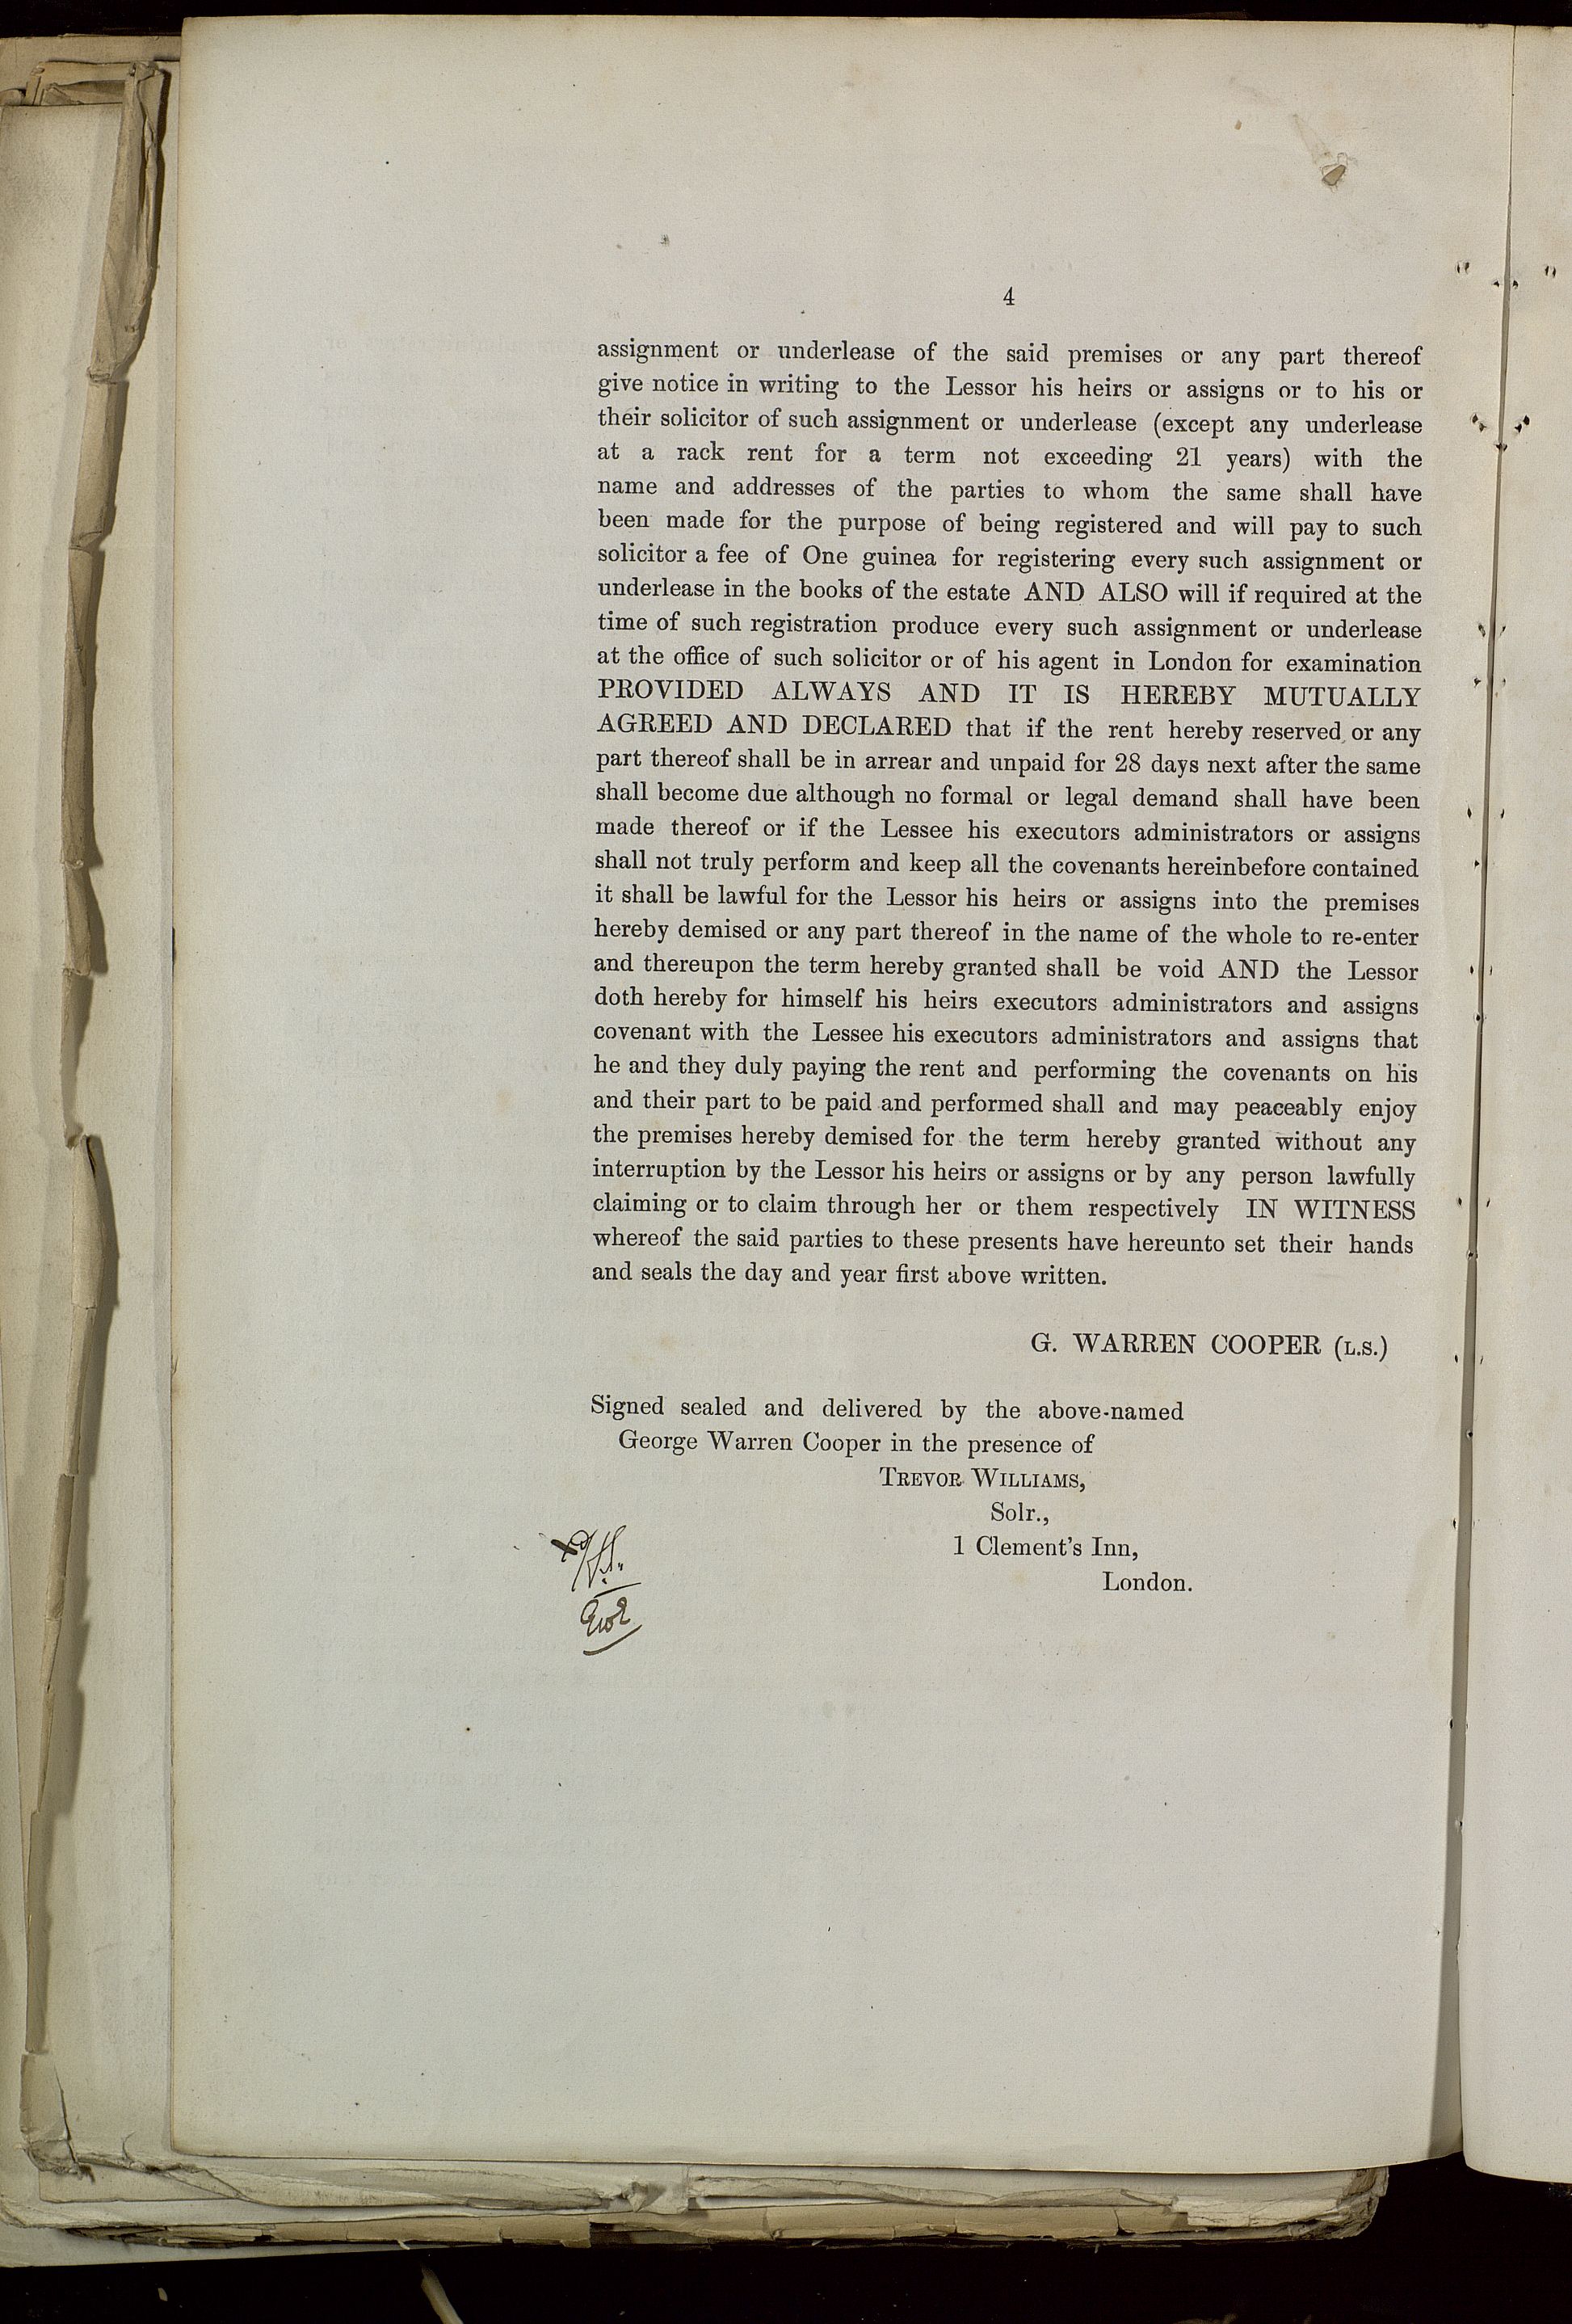 4
assignment or underlease of the said premises or any part thereof
give notice in writing to the Lessor his heirs or assigns or to his or
their solicitor of such assignment or underlease (except any underlease
at a rack rent for a term not exceeding 21 years) with the
name and addresses of the parties to whom the same shall have
been made for the purpose of being registered and will pay to such
solicitor a fee of One guinea for registering every such assignment or
underlease in the books of the estate AND ALSO will if required at the
time of such registration produce every such assignment or underlease
at the office of such solicitor or of his agent in London for examination
PROVIDED ALWAYS AND IT IS HEREBY MUTUALLY
AGREED AND DECLARED that if the rent hereby reserved or any
part thereof shall be in arrear and unpaid for 28 days next after the same
shall become due although no formal or legal demand shall have been
made thereof or if the Lessee his executors administrators or assigns
shall not truly perform and keep all the covenants hereinbefore contained
it shall be lawful for the Lessor his heirs or assigns into the premises
hereby demised or any part thereof in the name of the whole to re-enter
and thereupon the term hereby granted shall be void AND the Lessor
doth hereby for himself his heirs executors administrators and assigns
covenant with the Lessee his executors administrators and assigns that
he and they duly paying the rent and performing the covenants on his
and their part to be paid and performed shall and may peaceably enjoy
the premises hereby demised for the term hereby granted without any
interruption by the Lessor his heirs or assigns or by any person lawfully
claiming or to claim through her or them respectively IN WITNESS
whereof the said parties to these presents have hereunto set their hands
and seals the day and year first above written.
G. WARREN COOPER (L.S.)
Signed sealed and delivered by the above-named
George Warren Cooper in the presence of
TREVOR WILLIAMS,
Solr.,
1 Clement's Inn,
London.